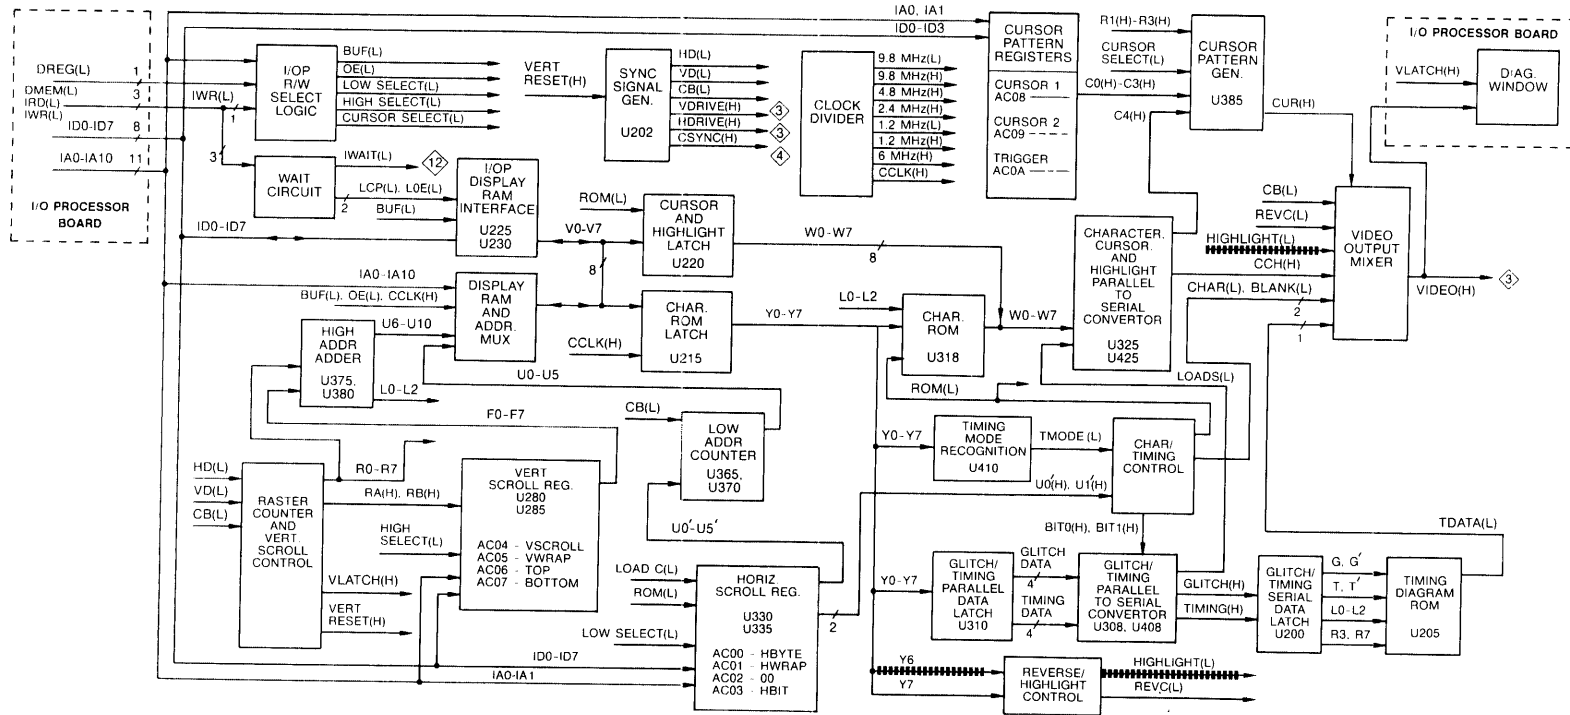 DREG(L) 1
DMEM(L) 3
IRD(L)
IWR(L)
ID0-ID7 8
IA0-IA10 11
I/O PROCESSOR
BOARD
IWR(L)
1
3
I/OP
R/W
SELECT
LOGIC
BUF(L)
OE(L)
LOW SELECT(L)
HIGH SELECT(L)
CURSOR SELECT(L)
WAIT
CIRCUIT
IWAIT(L)
12
LCP(L). L0E(L)
2
BUF(L)
ID0-ID7
I/OP
DISPLAY
RAM
INTERFACE
U225
U230
VERT
RESET(H)
SYNC
SIGNAL
GEN.
U202
HD(L)
VD(L)
CB(L)
VDRIVE(H)
3
HDRIVE(H)
3
CSYNC(H)
4
CLOCK
DIVIDER
9.8 MHz(L)
9.8 MHz(H)
4.8 MHz(H)
2.4 MHz(H)
1.2 MHz(L)
1.2 MHz(H)
6 MHz(H)
CCLK(H)
IA0, IA1
ID0-ID3
CURSOR
PATTERN
REGISTERS
CURSOR 1
AC08
CURSOR 2
AC09
TRIGGER
AC0A
R1(H)-R3(H)
CURSOR
SELECT(L)
C0(H)-C3(H)
C4(H)
CURSOR
PATTERN
GEN.
U385
CUR(H)
I/O PROCESSOR BOARD
VLATCH(H)
DIAG.
WINDOW
ROM(L)
V0-V7
8
CURSOR
AND
HIGHLIGHT
LATCH
U220
W0-W7
8
IA0-IA10
BUF(L). OE(L). CCLK(H)
U6-U10
DISPLAY
RAM
AND
ADDR.
MUX
CHAR.
ROM
LATCH
U215
CCLK(H)
Y0-Y7
L0-L2
CHAR.
ROM
U318
W0-W7
ROM(L)
CHARACTER.
CURSOR.
AND
HIGHLIGHT
PARALLEL
TO
SERIAL
CONVERTOR
U325
U425
LOADS(L)
CB(L)
REVC(L)
HIGHLIGHT(L)
CCH(H)
CHAR(L), BLANK(L)
2
1
VIDEO
OUTPUT
MIXER
VIDEO(H)
3
HIGH
ADDR
ADDER
U375,
U380
L0-L2
U0-U5
F0-F7
CB(L)
LOW
ADDR
COUNTER
U365,
U370
U0'-U5'
HD(L)
VD(L)
CB(L)
RASTER
COUNTER
AND
VERT.
SCROLL
CONTROL
R0-R7
RA(H), RB(H)
HIGH
SELECT(L)
VLATCH(H)
VERT
RESET(H)
VERT
SCROLL REG.
U280
U285
AC04 - VSCROLL
AC05 - VWRAP
AC06 - TOP
AC07 - BOTTOM
LOAD C(L)
ROM(L)
LOW SELECT(L)
ID0-ID7
IA0-IA1
HORIZ.
SCROLL REG.
U330
U335
AC00 - HBYTE
AC01 - HWRAP
AC02 - 00
AC03 - HBIT
2
Y0-Y7
TIMING
MODE
RECOGNITION
U410
TMODE(L)
U0'(H), U1'(H)
CHAR/
TIMING
CONTROL
BIT0(H), BIT1(H)
Y0-Y7
GLITCH/
TIMING
PARALLEL
DATA
LATCH
U310
GLITCH
DATA
4
TIMING
DATA
4
GLITCH/
TIMING
PARALLEL
TO SERIAL
CONVERTOR
U308, U408
GLITCH(H)
TIMING(H)
GLITCH/
TIMING
SERIAL
DATA
LATCH
U200
G, G'
T, T'
L0-L2
R3, R7
TIMING
DIAGRAM
ROM
U205
TDATA(L)
Y6
Y7
REVERSE/
HIGHLIGHT
CONTROL
HIGHLIGHT(L)
REVC(L)